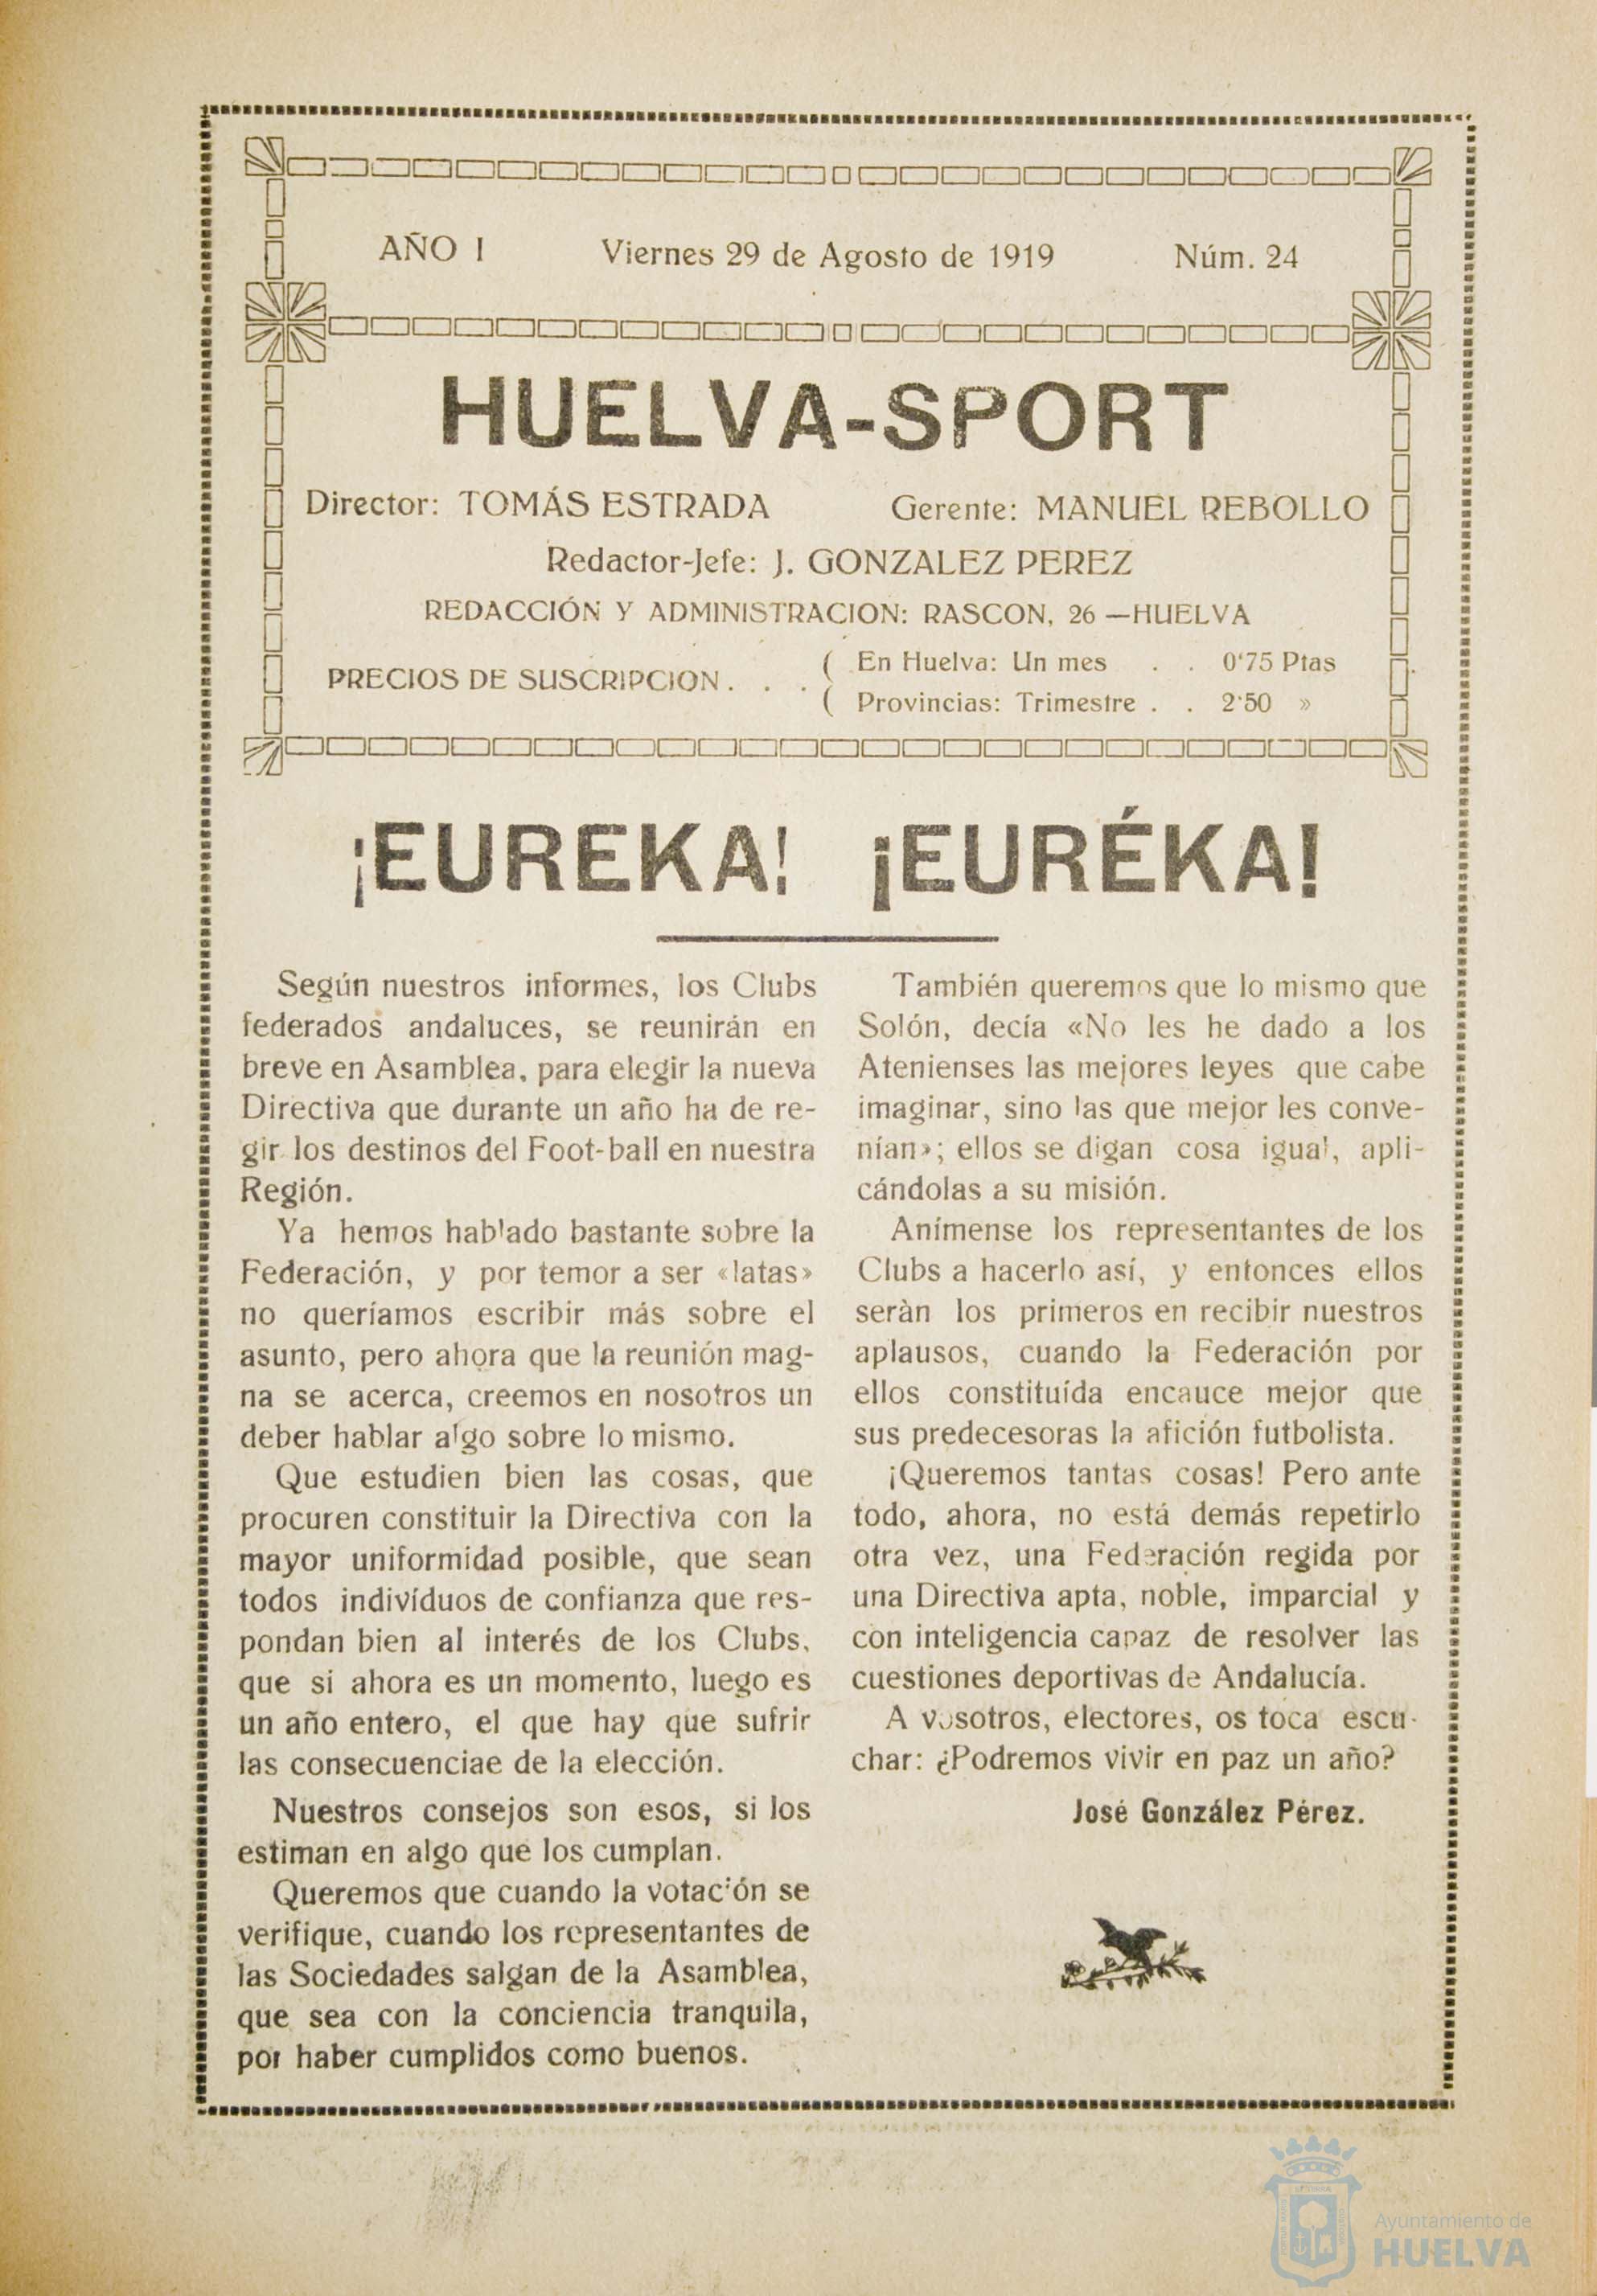 AÑO I Viernes 29 de Agosto de 1919 Núm. 24
HUELVA-SPORT
Director: TOMÁS ESTRADA Gerente: MANUEL REBOLLO
Redactor-Jefe: J. GONZALEZ PEREZ
REDACCIÓN Y ADMINISTRACION: RASCON, 26 —HUELVA
PRECIOS DE SUSCRIPCION. . . .
( En Huelva: Un mes . . 0'75 Ptas
( Provincias: Trimestre . . 2'50 »
¡EUREKA! ¡EURÉKA!
Según nuestros informes, los Clubs
federados andaluces, se reunirán en
breve en Asamblea, para elegir la nueva
Directiva que durante un año ha de re-
gir los destinos del Foot-ball en nuestra
Región.
Ya hemos hablado bastante sobre la
Federación, y por temor a ser «latas»
no queríamos escribir más sobre el
asunto, pero ahora que la reunión mag-
na se acerca, creemos en nosotros un
deber hablar algo sobre lo mismo.
Que estudien bien las cosas, que
procuren constituir la Directiva con la
mayor uniformidad posible, que sean
todos indivíduos de confianza que res-
pondan bien al interés de los Clubs,
que si ahora es un momento, luego es
un año entero, el que hay que sufrir
las consecuenciae de la elección.
Nuestros consejos son esos, si los
estiman en algo que los cumplan.
Queremos que cuando la votación se
verifique, cuando los representantes de
las Sociedades salgan de la Asamblea,
que sea con la conciencia tranquila,
por haber cumplidos como buenos.
También queremos que lo mismo que
Solón, decía «No les he dado a los
Atenienses las mejores leyes que cabe
imaginar, sino las que mejor les conve-
nían»; ellos se digan cosa igual, apli-
cándolas a su misión.
Anímense los representantes de los
Clubs a hacerlo así, y entonces ellos
seràn los primeros en recibir nuestros
aplausos, cuando la Federación por
ellos constituída encauce mejor que
sus predecesoras la afición futbolista.
¡Queremos tantas cosas! Pero ante
todo, ahora, no está demás repetirlo
otra vez, una Federación regida por
una Directiva apta, noble, imparcial y
con inteligencia capaz de resolver las
cuestiones deportivas de Andalucía.
A vosotros, electores, os toca escu-
char: ¿Podremos vivir en paz un año?
José González Pérez.
Ayuntamiento de
HUELVA